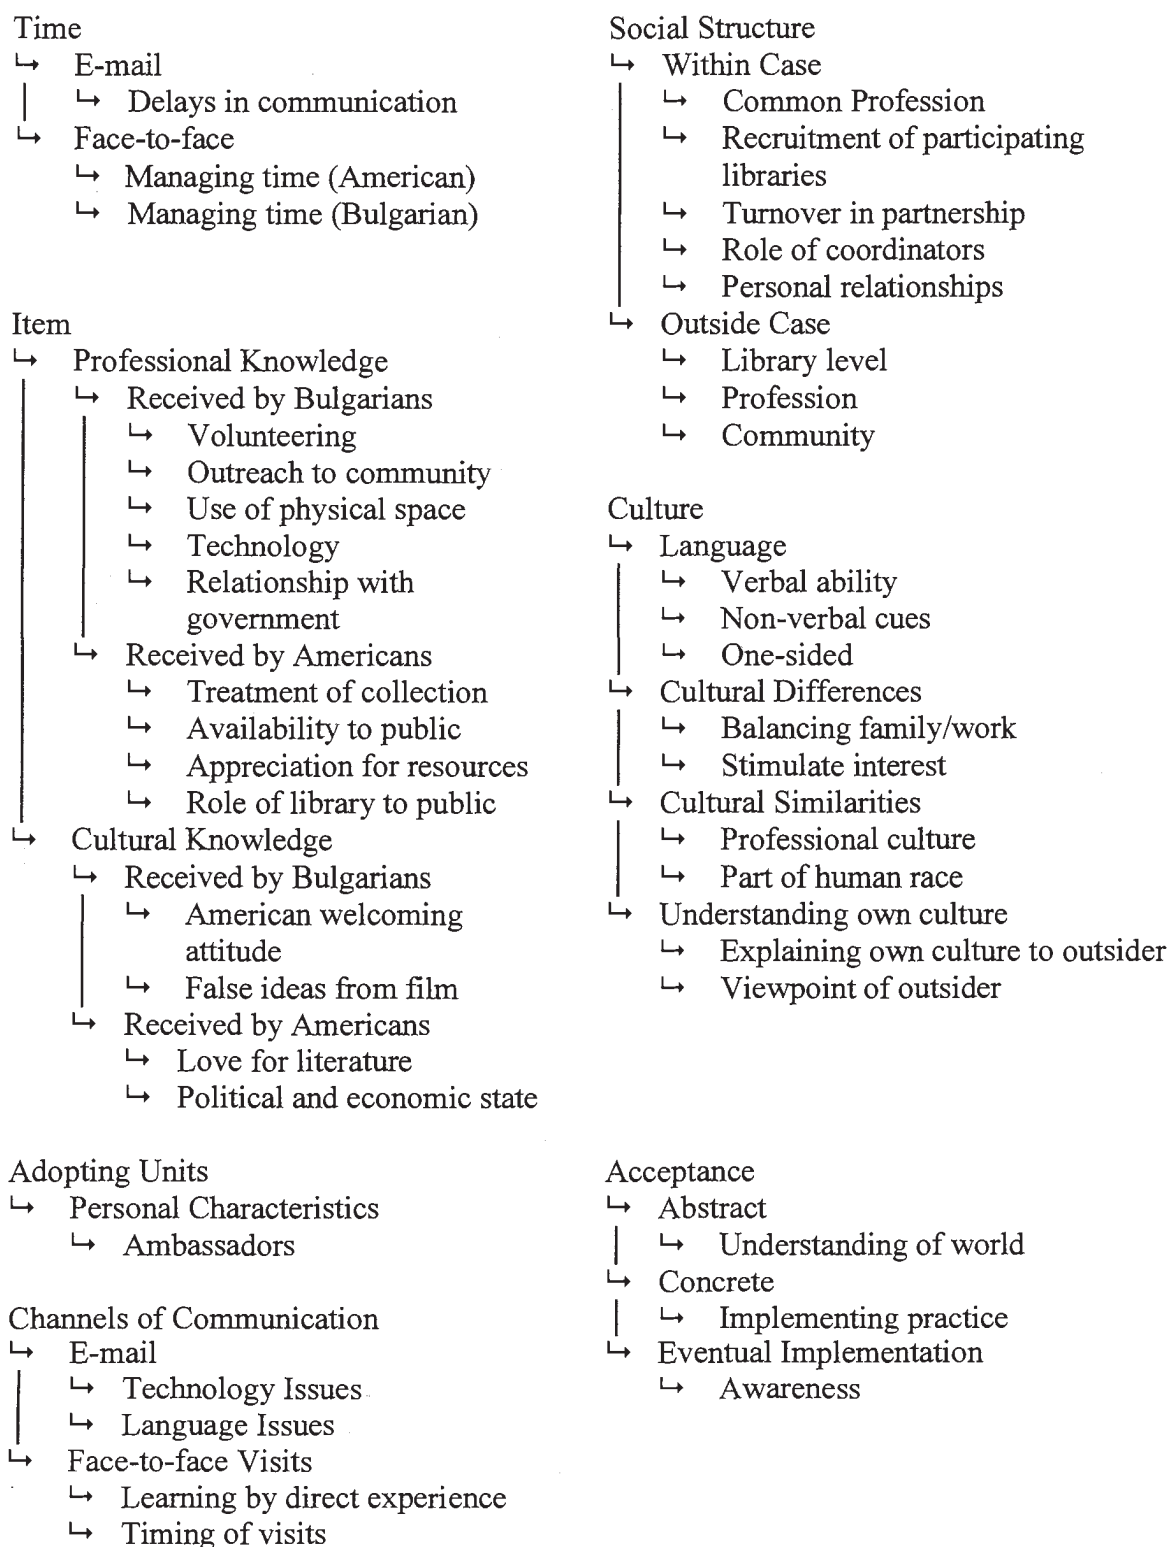 Time
↳ E-mail
↳ Delays in communication
↳ Face-to-face
↳ Managing time (American)
↳ Managing time (Bulgarian)
Item
↳ Professional Knowledge
↳ Received by Bulgarians
↳ Volunteering
↳ Outreach to community
↳ Use of physical space
↳ Technology
↳ Relationship with
government
↳ Received by Americans
↳ Treatment of collection
↳ Availability to public
↳ Appreciation for resources
↳ Role of library to public
↳ Cultural Knowledge
↳ Received by Bulgarians
↳ American welcoming
attitude
↳ False ideas from film
↳ Received by Americans
↳ Love for literature
↳ Political and economic state
Adopting Units
↳ Personal Characteristics
↳ Ambassadors
Channels of Communication
↳ E-mail
↳ Technology Issues
↳ Language Issues
↳ Face-to-face Visits
↳ Learning by direct experience
↳ Timing of visits
Social Structure
↳ Within Case
↳ Common Profession
↳ Recruitment of participating
libraries
↳ Turnover in partnership
↳ Role of coordinators
↳ Personal relationships
↳ Outside Case
↳ Library level
↳ Profession
↳ Community
Culture
↳ Language
↳ Verbal ability
↳ Non-verbal cues
↳ One-sided
↳ Cultural Differences
↳ Balancing family/work
↳ Stimulate interest
↳ Cultural Similarities
↳ Professional culture
↳ Part of human race
↳ Understanding own culture
↳ Explaining own culture to outsider
↳ Viewpoint of outsider
Acceptance
↳ Abstract
↳ Understanding of world
↳ Concrete
↳ Implementing practice
↳ Eventual Implementation
↳ Awareness